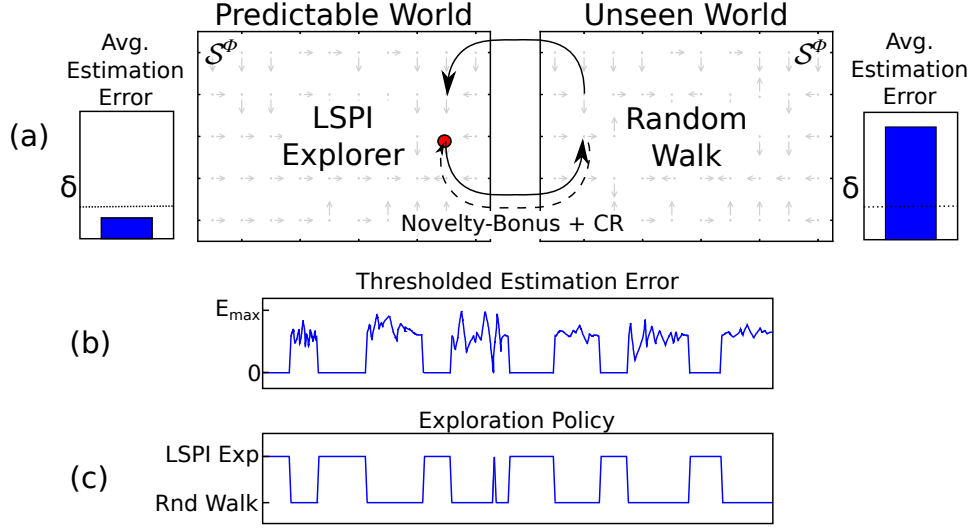 Predictable World
Unseen World
Avg.
Estimation
Error
Avg.
Estimation
Error
𝒮^Φ
𝒮^Φ
(a)
LSPI
Explorer
Random
Walk
δ
δ
Novelty-Bonus + CR
Thresholded Estimation Error
(b)
E_max
0
Exploration Policy
(c)
LSPI Exp
Rnd Walk